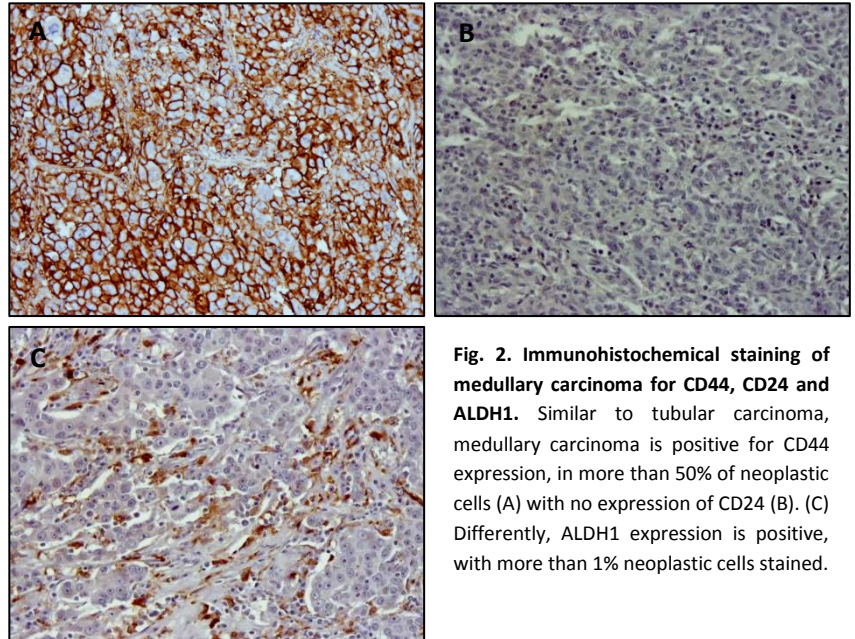 A
B
C
Fig. 2. Immunohistochemical staining of
medullary carcinoma for CD44, CD24 and
ALDH1. Similar to tubular carcinoma,
medullary carcinoma is positive for CD44
expression, in more than 50% of neoplastic
cells (A) with no expression of CD24 (B). (C)
Differently, ALDH1 expression is positive,
with more than 1% neoplastic cells stained.